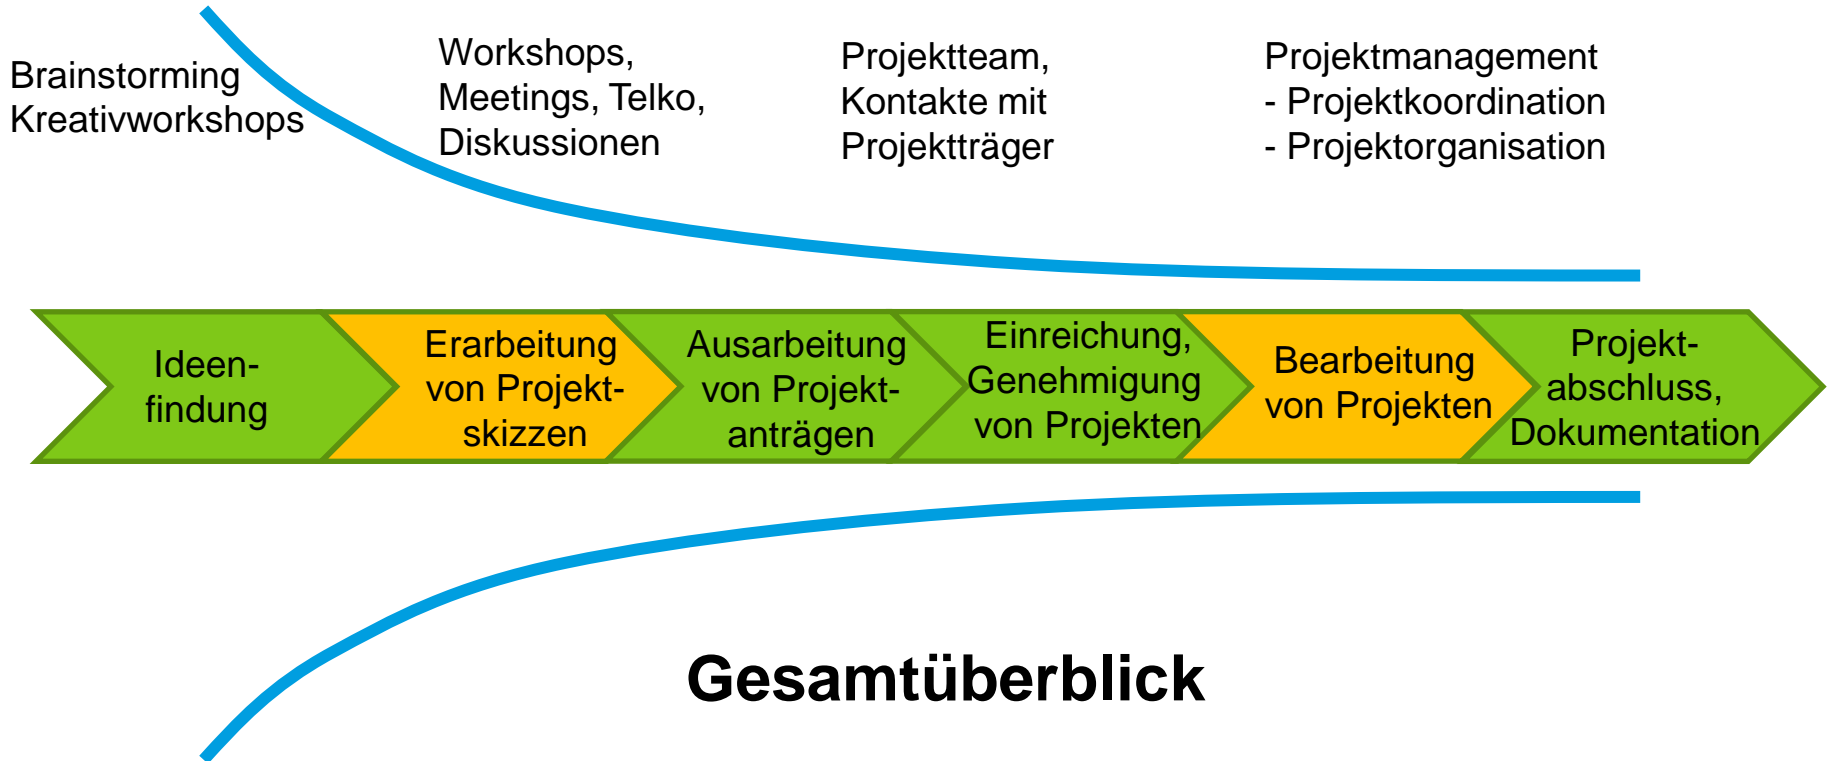 Brainstorming
Kreativworkshops
Workshops,
Meetings, Telko,
Diskussionen
Projektteam,
Kontakte mit
Projektträger
Projektmanagement
- Projektkoordination
- Projektorganisation
Ideen-
findung
Erarbeitung
von Projekt-
skizzen
Ausarbeitung
von Projekt-
anträgen
Einreichung,
Genehmigung
von Projekten
Bearbeitung
von Projekten
Projekt-
abschluss,
Dokumentation
Gesamtüberblick